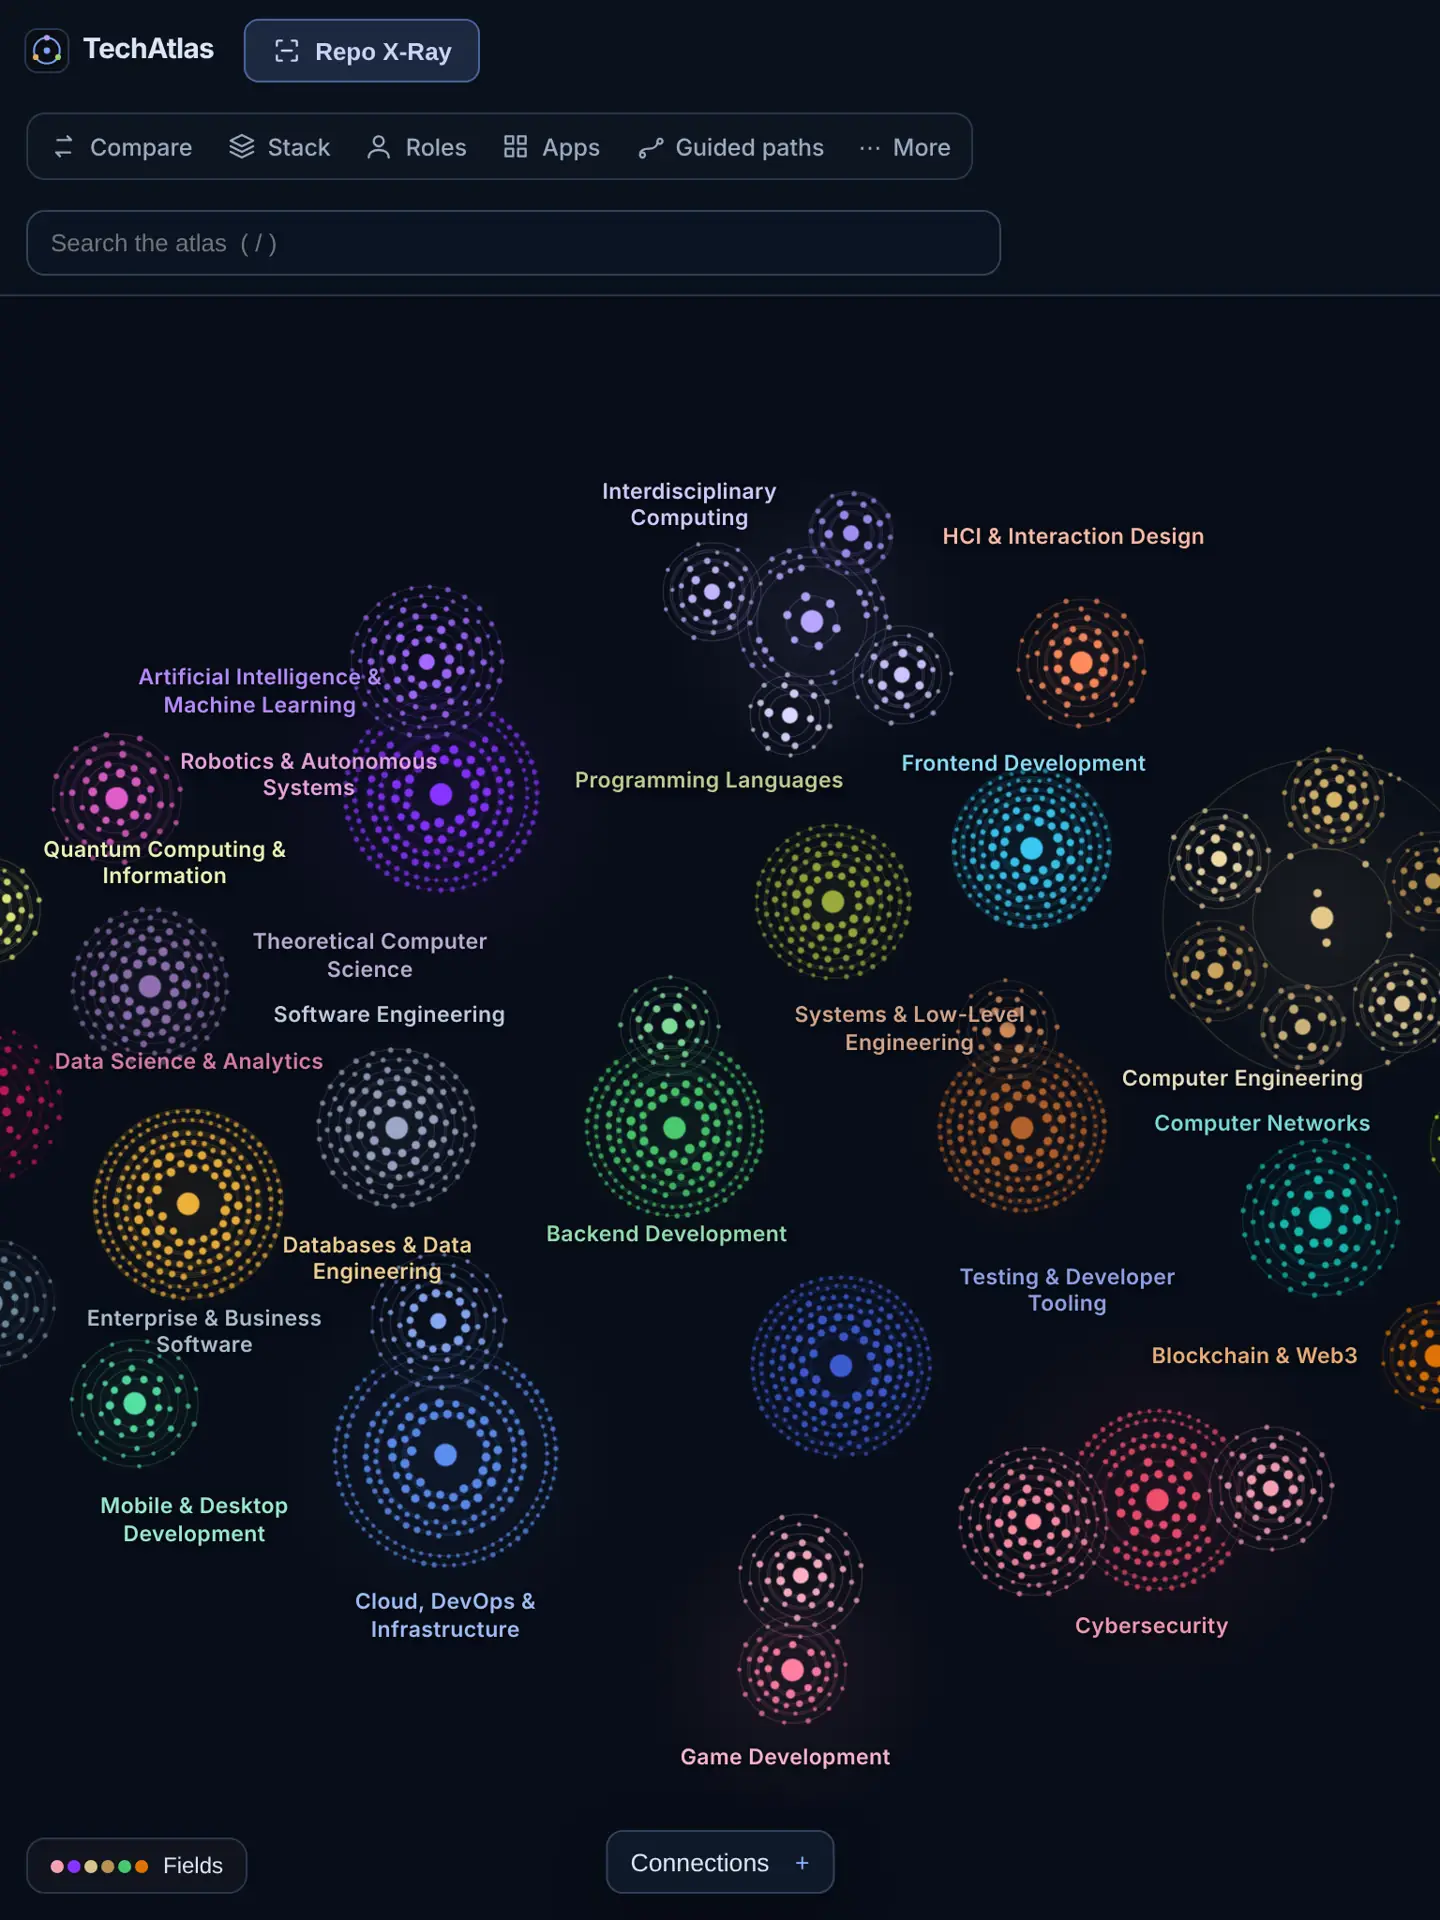 TechAtlas
Repo X-Ray
Compare
Stack
Roles
Apps
Guided paths
··· More
Search the atlas ( / )
Interdisciplinary
Computing
HCI & Interaction Design
Artificial Intelligence &
Machine Learning
Robotics & Autonomous
Systems
Programming Languages
Frontend Development
Quantum Computing &
Information
Theoretical Computer
Science
Software Engineering
Systems & Low-Level
Engineering
Data Science & Analytics
Computer Engineering
Computer Networks
Backend Development
Databases & Data
Engineering
Testing & Developer
Tooling
Enterprise & Business
Software
Blockchain & Web3
Mobile & Desktop
Development
Cloud, DevOps &
Infrastructure
Cybersecurity
Game Development
Fields
Connections +